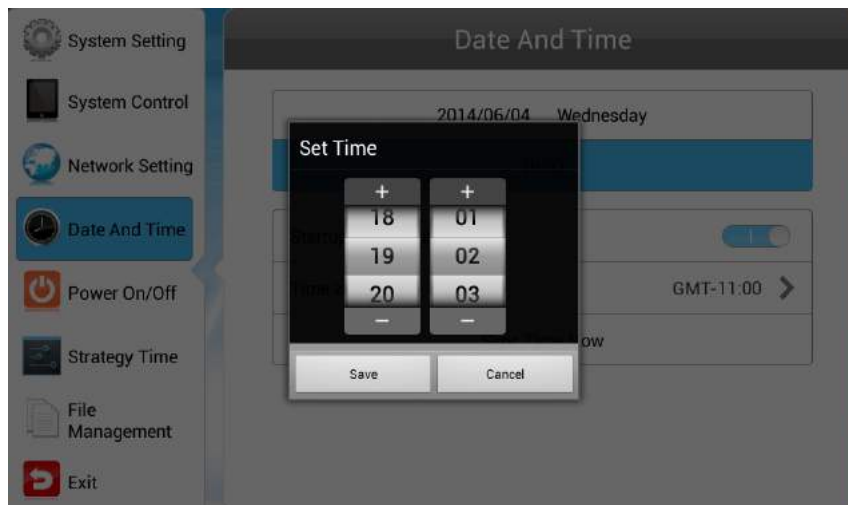 System Setting
System Control
Network Setting
Date And Time
Power On/Off
Strategy Time
File
Management
Exit
Date And Time
2014/06/04 Wednesday
Set Time
+ +
18 01
19 02
20 03
− −
Save Cancel
GMT-11:00